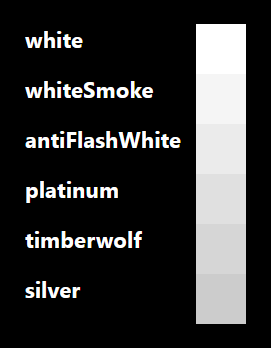 white
whiteSmoke
antiFlashWhite
platinum
timberwolf
silver